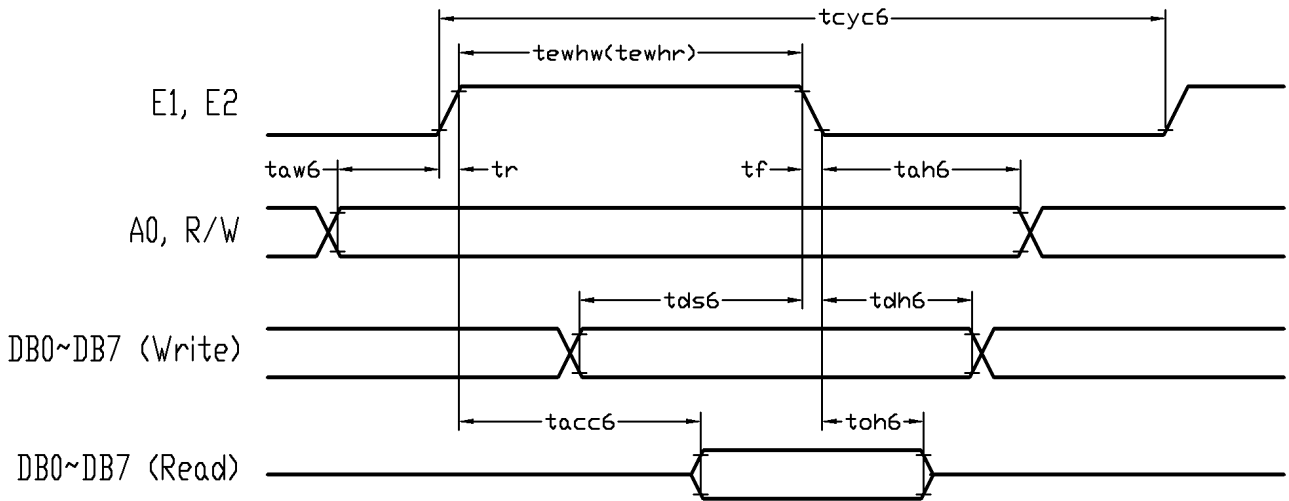 tcyc6
tewhw(tewhr)
E1, E2
taw6 tr tf tah6
A0, R/W
tds6 tdh6
DB0~DB7 (Write)
tacc6 toh6
DB0~DB7 (Read)